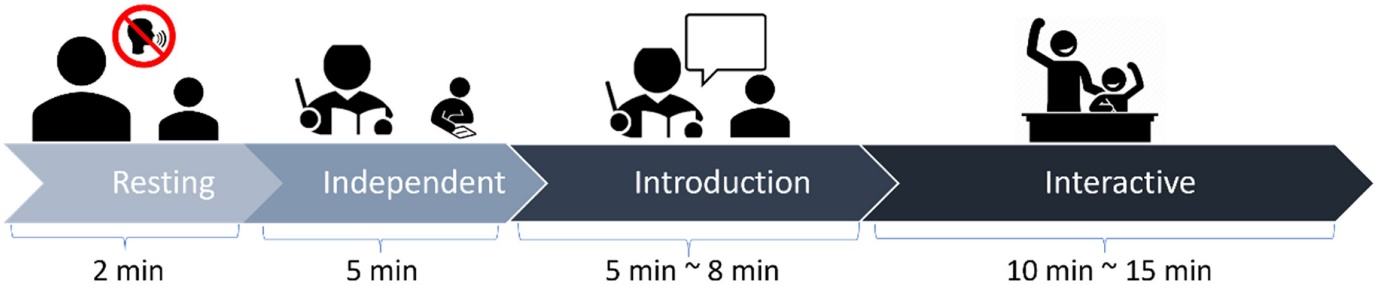 Resting
Independent
Introduction
Interactive
2 min
5 min
5 min ~ 8 min
10 min ~ 15 min